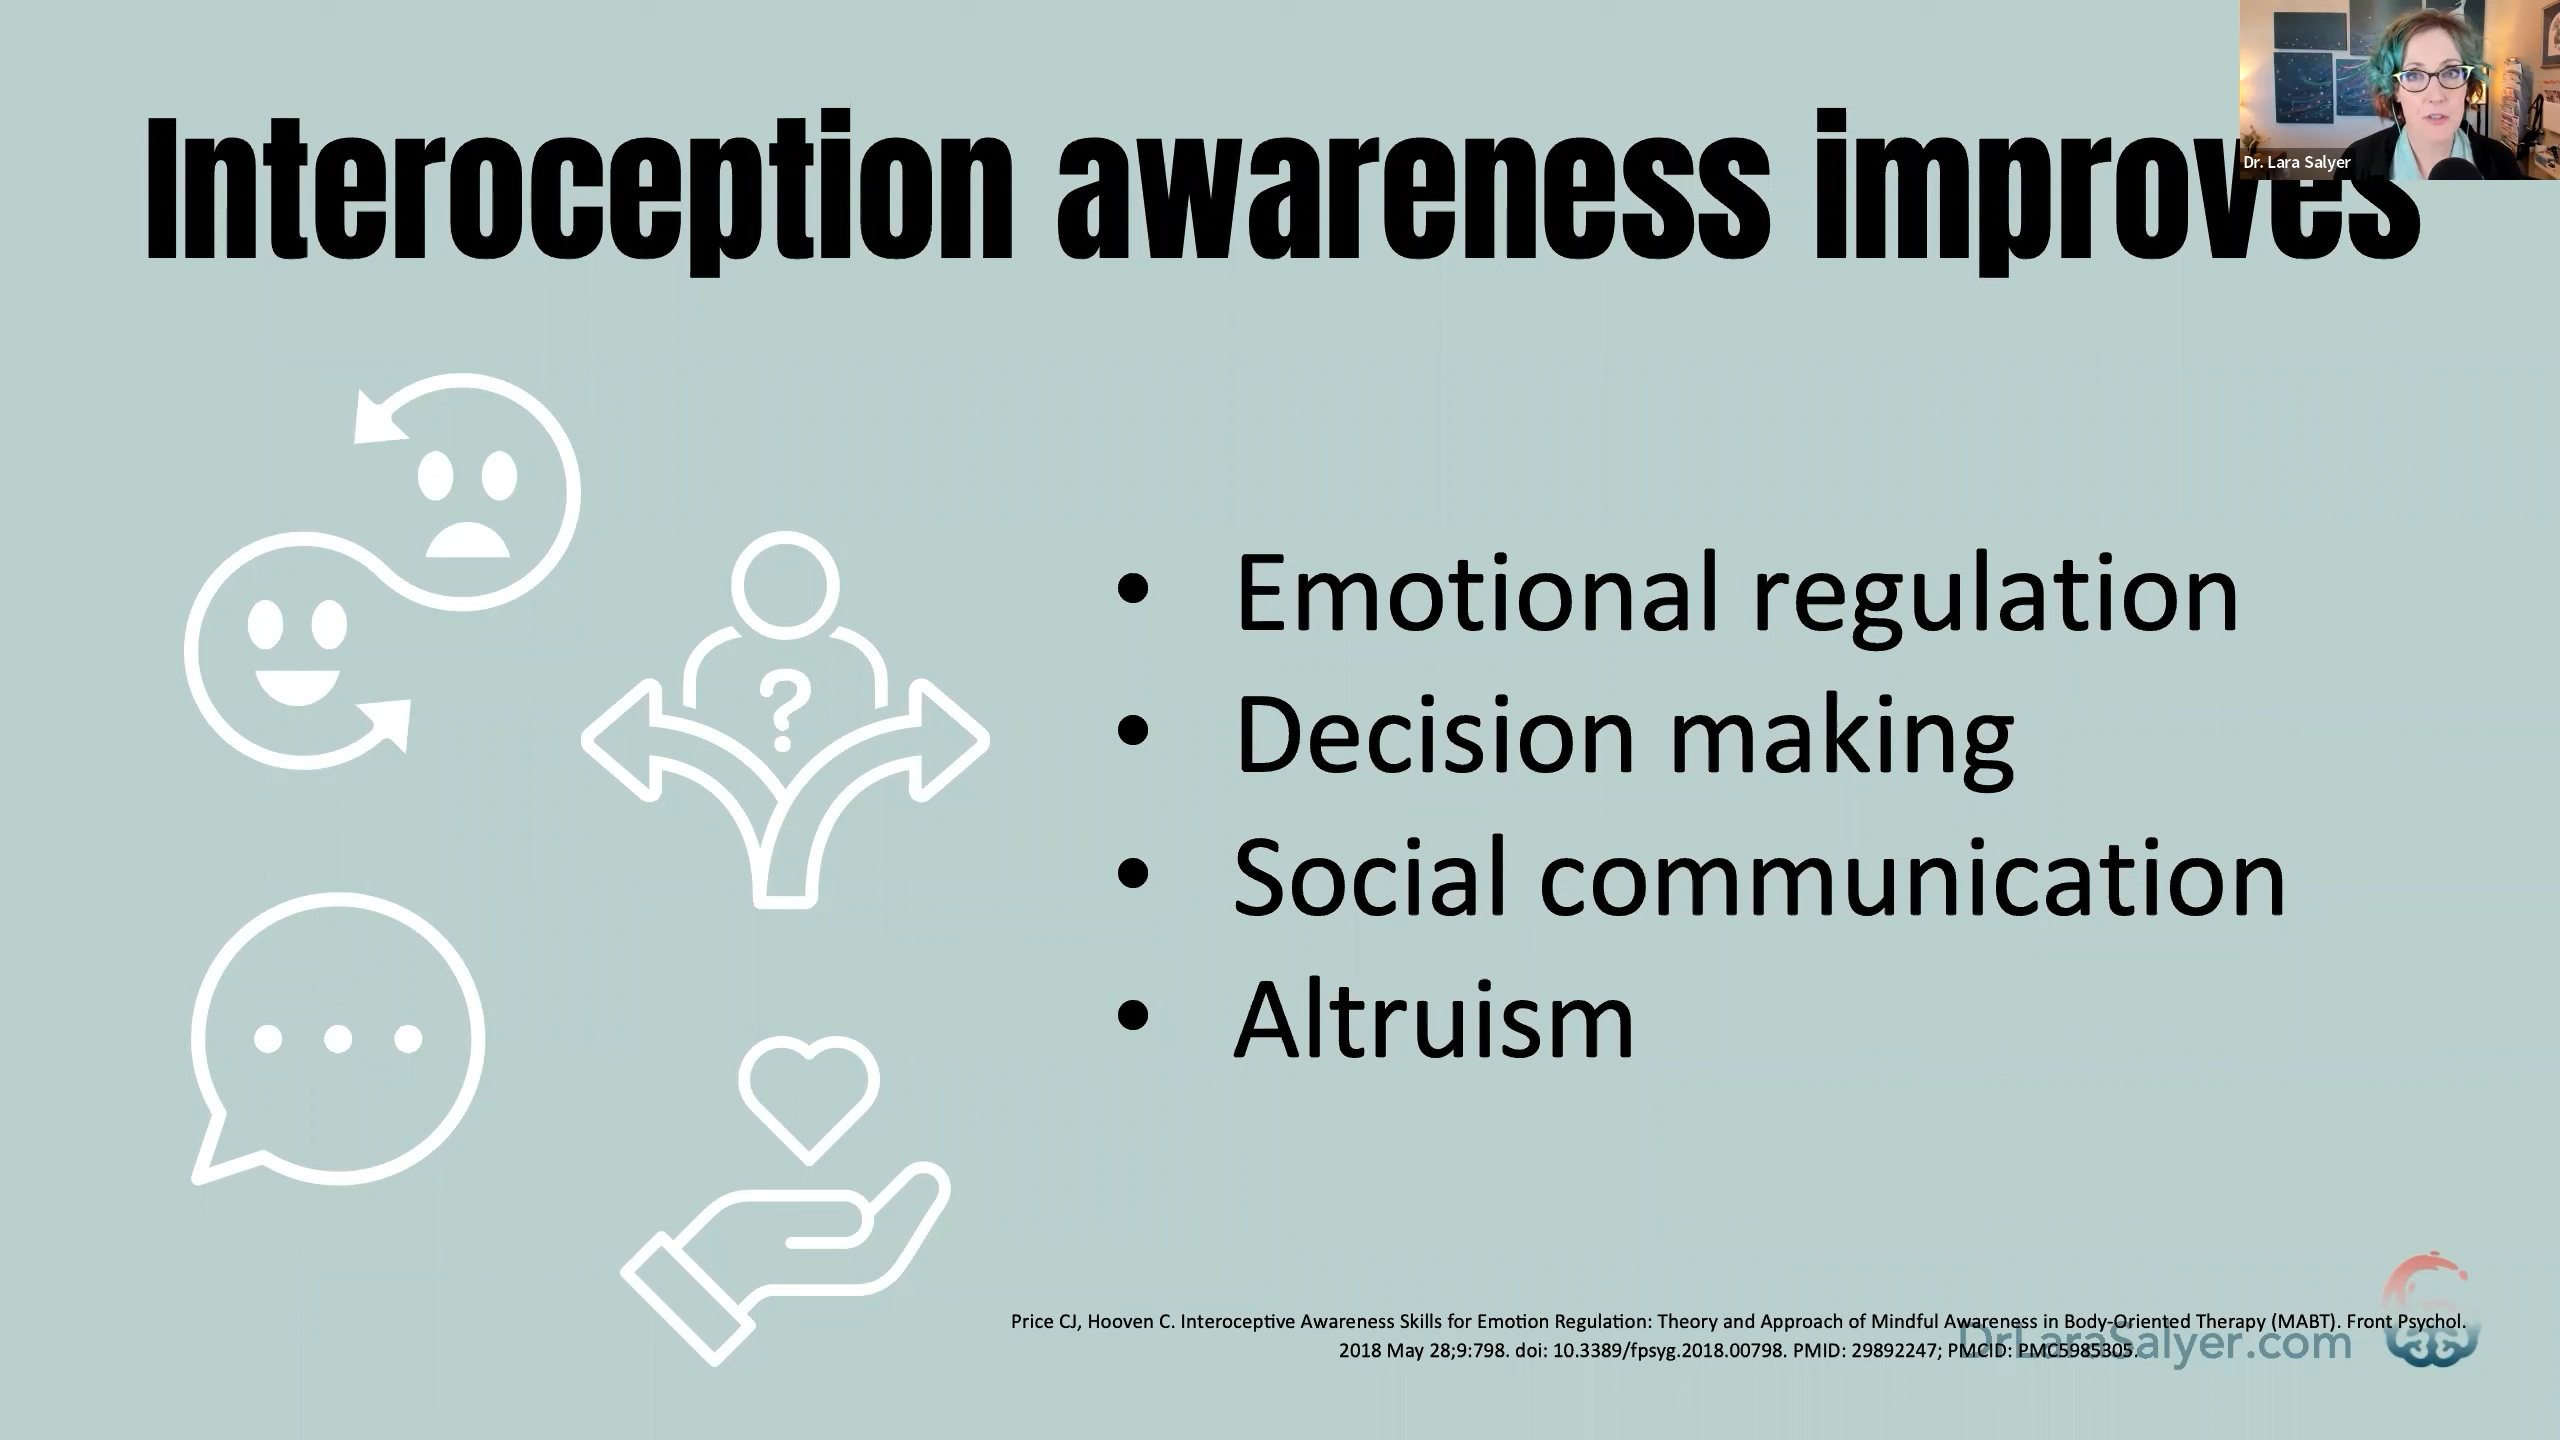 Interoception awareness improves
Dr. Lara Salyer
?
• Emotional regulation
• Decision making
• Social communication
• Altruism
Price CJ, Hooven C. Interoceptive Awareness Skills for Emotion Regulation: Theory and Approach of Mindful Awareness in Body-Oriented Therapy (MABT). Front Psychol.
2018 May 28;9:798. doi: 10.3389/fpsyg.2018.00798. PMID: 29892247; PMCID: PMC5985305.
DrLaraSalyer.com